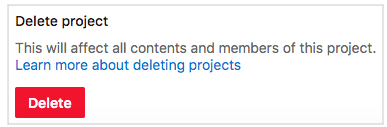 Delete project
This will affect all contents and members of this project.
Learn more about deleting projects
Delete